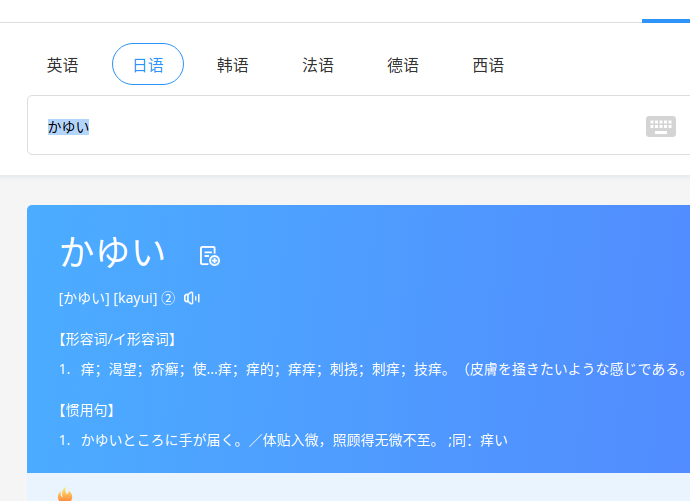 英语 日语 韩语 法语 德语 西语
かゆい
かゆい
[かゆい] [kayui] ②
【形容词/イ形容词】
1. 痒；渴望；疥癣；使...痒；痒的；痒痒；刺挠；刺痒；技痒。（皮膚を掻きたいような感じである。
【惯用句】
1. かゆいところに手が届く。／体贴入微，照顾得无微不至。 ;同：痒い